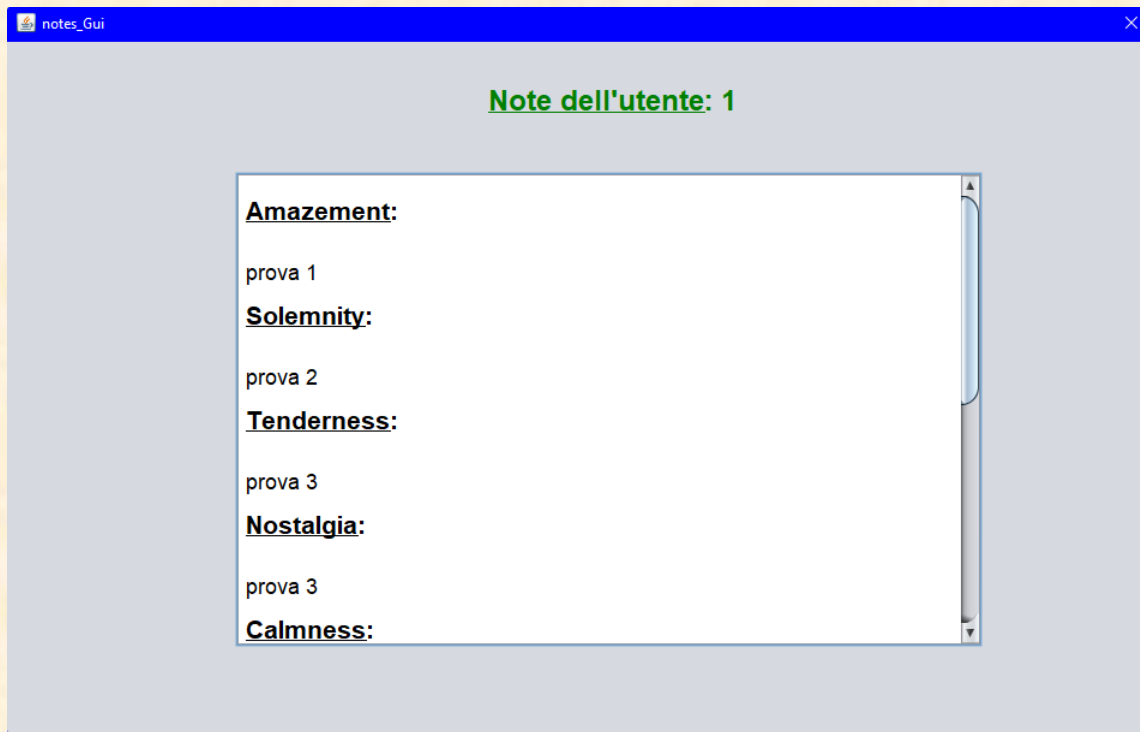 notes_Gui
Note dell'utente: 1
Amazement:
prova 1
Solemnity:
prova 2
Tenderness:
prova 3
Nostalgia:
prova 3
Calmness: